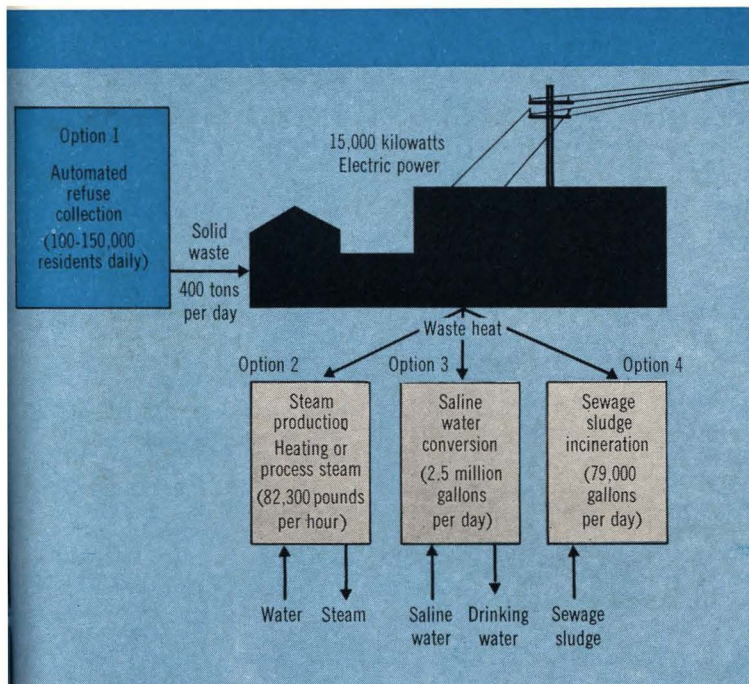 Option 1
Automated
refuse
collection
(100-150,000
residents daily)
Solid
waste
400 tons
per day
15,000 kilowatts
Electric power
Waste heat
Option 2
Steam
production
Heating or
process steam
(82,300 pounds
per hour)
Water
Steam
Option 3
Saline
water
conversion
(2.5 million
gallons
per day)
Saline
water
Drinking
water
Option 4
Sewage
sludge
incineration
(79,000
gallons
per day)
Sewage
sludge